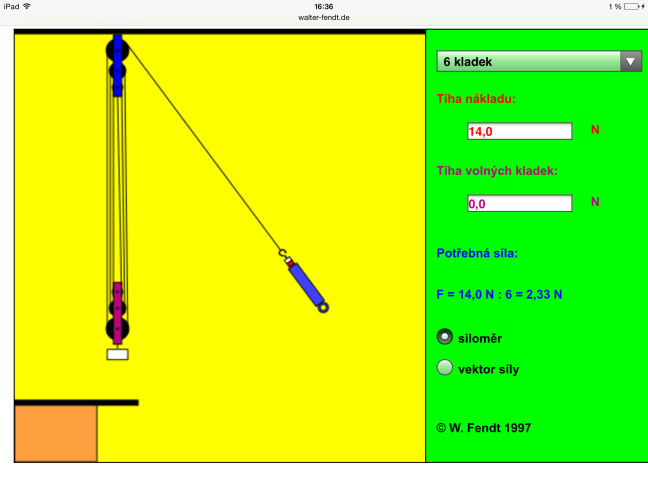 iPad
16:36
1 %
walter-fendt.de
6 kladek
Tíha nákladu:
14,0 N
Tíha volných kladek:
0,0 N
Potřebná síla:
F = 14,0 N : 6 = 2,33 N
siloměr
vektor síly
© W. Fendt 1997